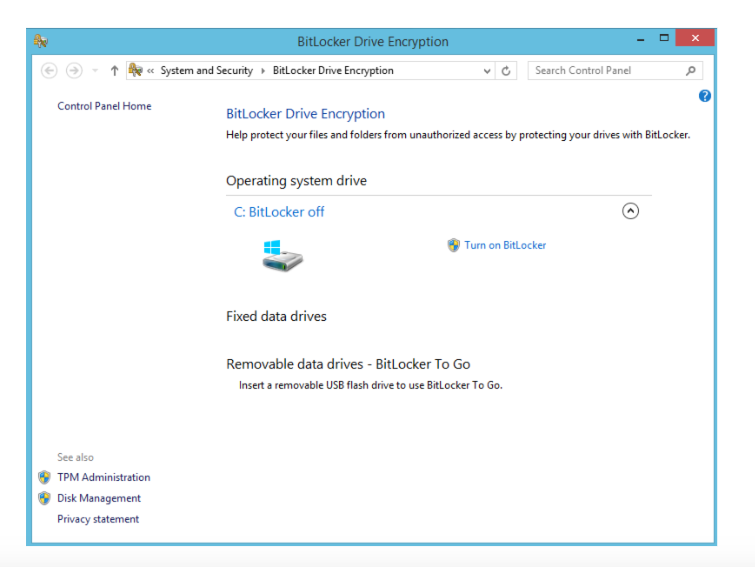 BitLocker Drive Encryption
« System and Security BitLocker Drive Encryption
Search Control Panel
Control Panel Home
BitLocker Drive Encryption
Help protect your files and folders from unauthorized access by protecting your drives with BitLocker.
Operating system drive
C: BitLocker off
Turn on BitLocker
Fixed data drives
Removable data drives - BitLocker To Go
Insert a removable USB flash drive to use BitLocker To Go.
See also
TPM Administration
Disk Management
Privacy statement